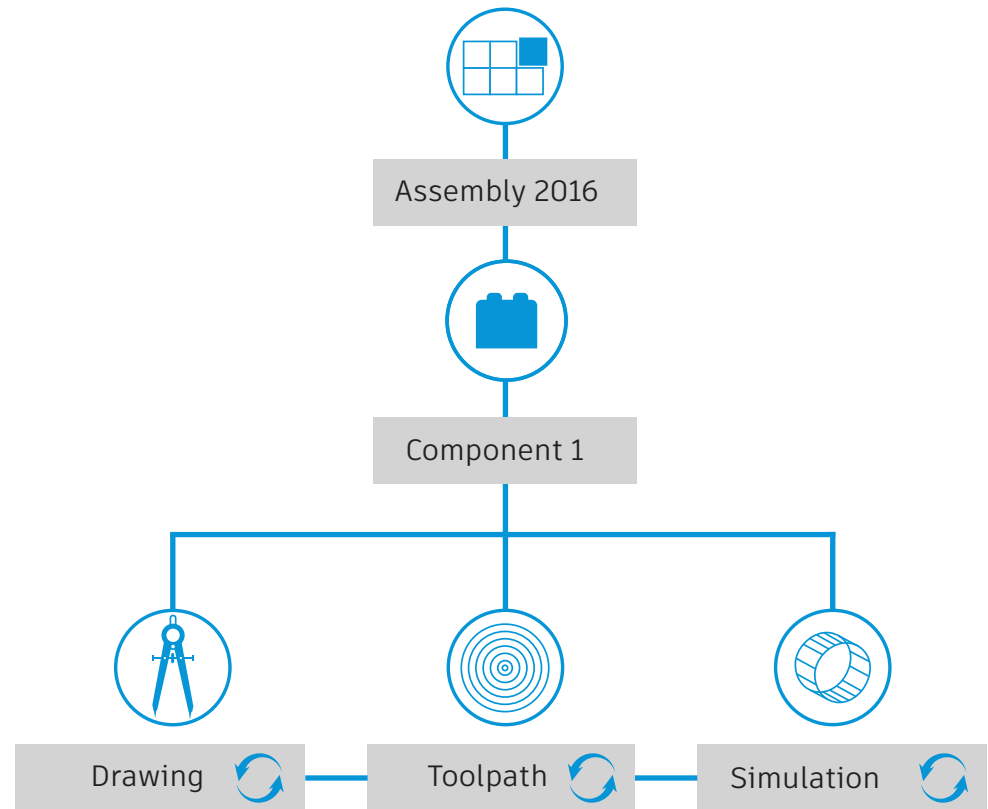 Assembly 2016
Component 1
Drawing
Toolpath
Simulation